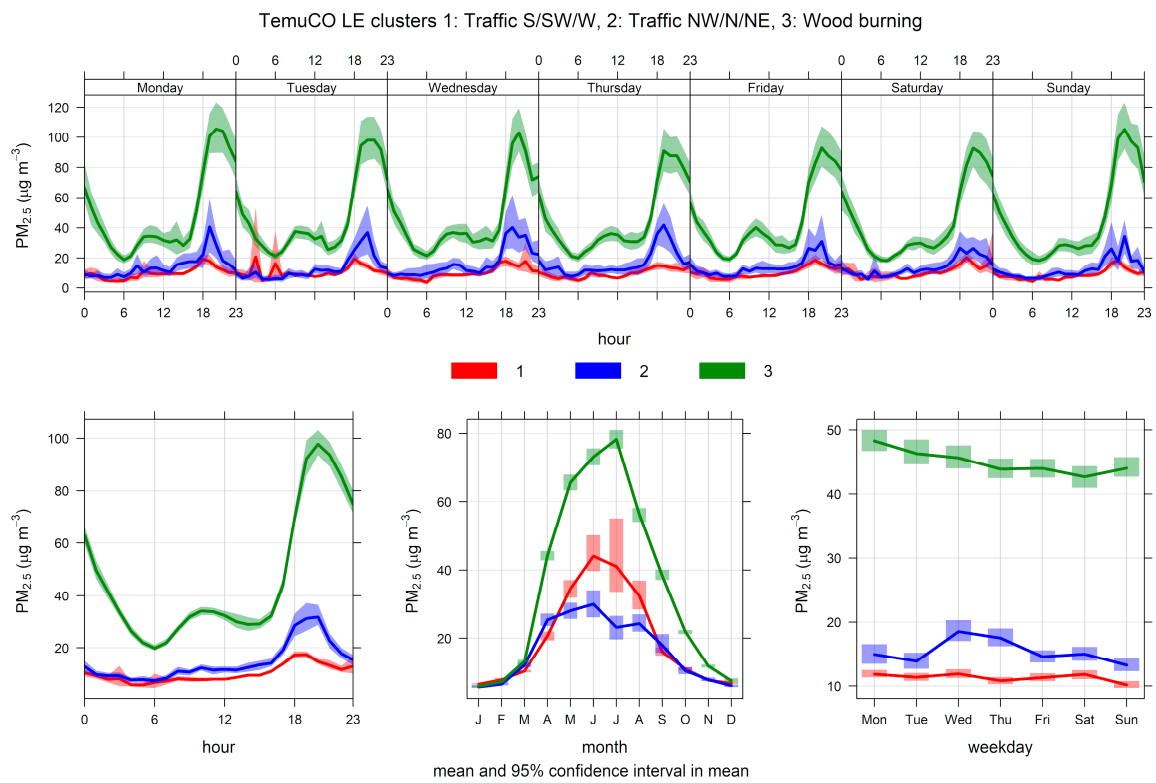 TemuCO LE clusters 1: Traffic S/SW/W, 2: Traffic NW/N/NE, 3: Wood burning
0 6 12 18 23 0 6 12 18 23 0 6 12 18 23
Monday Tuesday Wednesday Thursday Friday Saturday Sunday
PM2.5 (μg m−3)
120
100
80
60
40
20
0
0 6 12 18 23 0 6 12 18 23 0 6 12 18 23 0 6 12 18 23
hour
1 2 3
PM2.5 (μg m−3)
100
80
60
40
20
0 6 12 18 23
hour
PM2.5 (μg m−3)
80
60
40
20
J F M A M J J A S O N D
month
PM2.5 (μg m−3)
50
40
30
20
10
Mon Tue Wed Thu Fri Sat Sun
weekday
mean and 95% confidence interval in mean